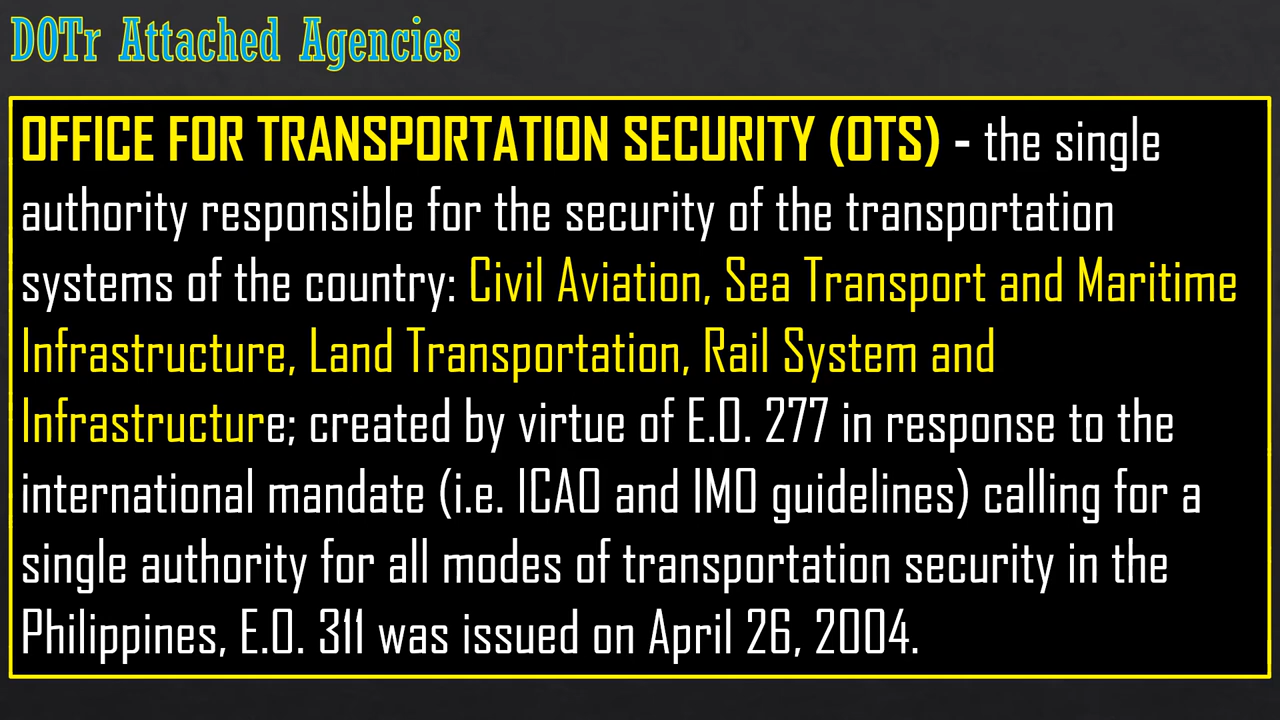 DOTr Attached Agencies
OFFICE FOR TRANSPORTATION SECURITY (OTS) - the single
authority responsible for the security of the transportation
systems of the country: Civil Aviation, Sea Transport and Maritime
Infrastructure, Land Transportation, Rail System and
Infrastructure; created by virtue of E.O. 277 in response to the
international mandate (i.e. ICAO and IMO guidelines) calling for a
single authority for all modes of transportation security in the
Philippines, E.O. 311 was issued on April 26, 2004.